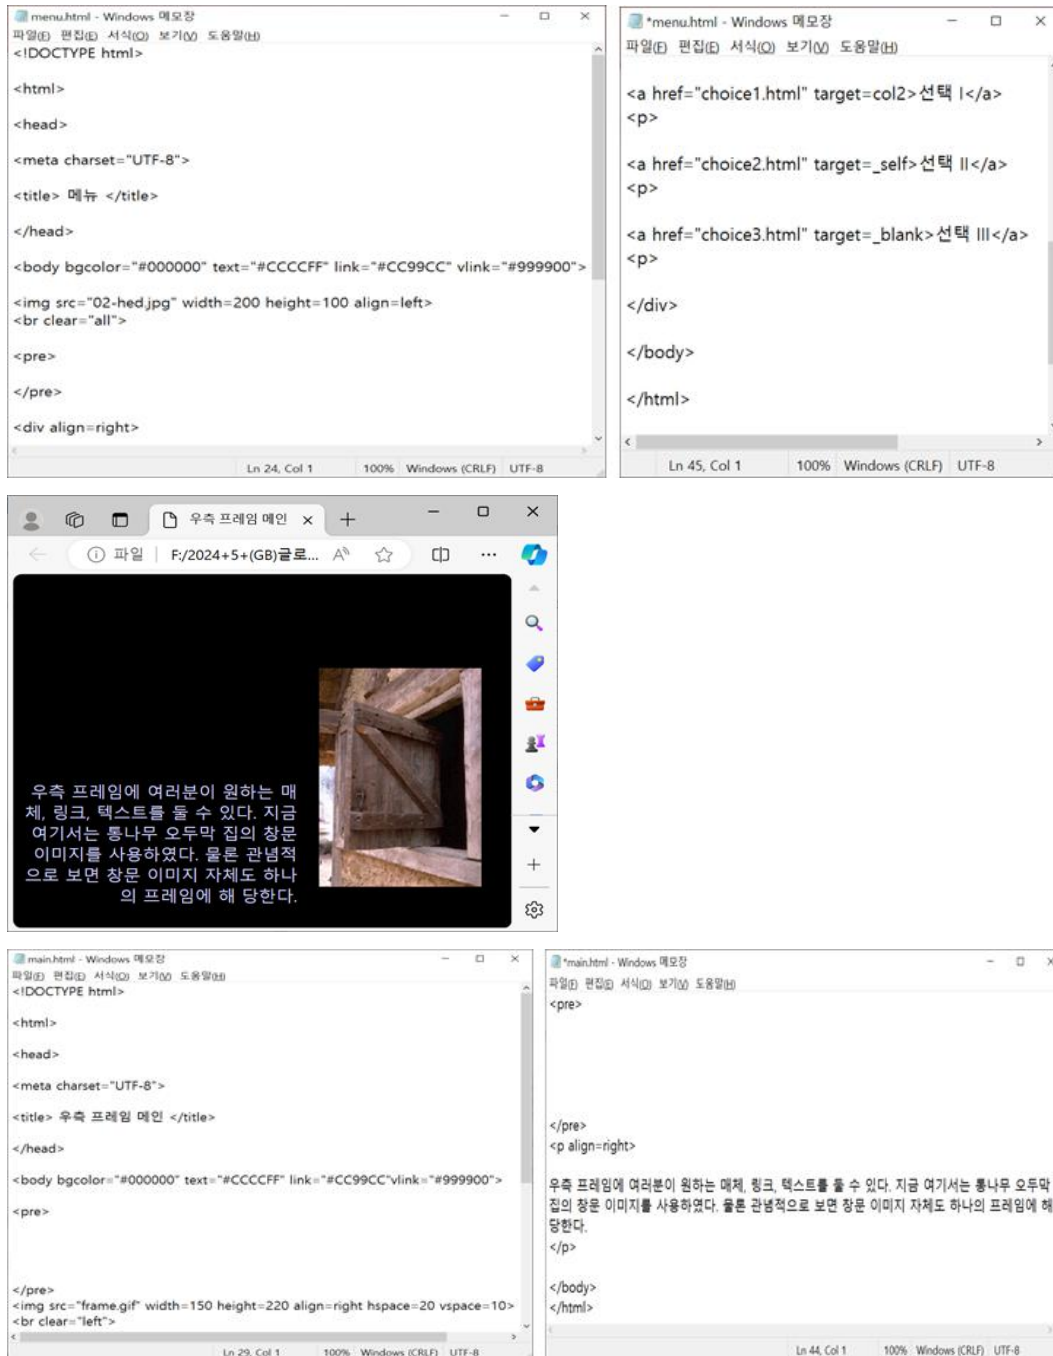 menu.html - Windows 메모장
파일(F) 편집(E) 서식(O) 보기(V) 도움말(H)
<!DOCTYPE html>
<html>
<head>
<meta charset="UTF-8">
<title> 메뉴 </title>
</head>
<body bgcolor="#000000" text="#CCCCFF" link="#CC99CC" vlink="#999900">
<img src="02-hed.jpg" width=200 height=100 align=left>
<br clear="all">
<pre>
</pre>
<div align=right>
Ln 24, Col 1 100% Windows (CRLF) UTF-8
*menu.html - Windows 메모장
파일(F) 편집(E) 서식(O) 보기(V) 도움말(H)
<a href="choice1.html" target=col2>선택 I</a>
<p>
<a href="choice2.html" target=_self>선택 II</a>
<p>
<a href="choice3.html" target=_blank>선택 III</a>
<p>
</div>
</body>
</html>
Ln 45, Col 1 100% Windows (CRLF) UTF-8
우측 프레임 메인
파일 F:/2024+5+(GB)글로...
우측 프레임에 여러분이 원하는 매
체, 링크, 텍스트를 둘 수 있다. 지금
여기서는 통나무 오두막 집의 창문
이미지를 사용하였다. 물론 관념적
으로 보면 창문 이미지 자체도 하나
의 프레임에 해 당한다.
main.html - Windows 메모장
파일(F) 편집(E) 서식(O) 보기(V) 도움말(H)
<!DOCTYPE html>
<html>
<head>
<meta charset="UTF-8">
<title> 우측 프레임 메인 </title>
</head>
<body bgcolor="#000000" text="#CCCCFF" link="#CC99CC"vlink="#999900">
<pre>
</pre>
<img src="frame.gif" width=150 height=220 align=right hspace=20 vspace=10>
<br clear="left">
Ln 29, Col 1 100% Windows (CRLF) UTF-8
*main.html - Windows 메모장
파일(F) 편집(E) 서식(O) 보기(V) 도움말(H)
<pre>
</pre>
<p align=right>
우측 프레임에 여러분이 원하는 매체, 링크, 텍스트를 둘 수 있다. 지금 여기서는 통나무 오두막
집의 창문 이미지를 사용하였다. 물론 관념적으로 보면 창문 이미지 자체도 하나의 프레임에 해
당한다.
</p>
</body>
</html>
Ln 44, Col 1 100% Windows (CRLF) UTF-8